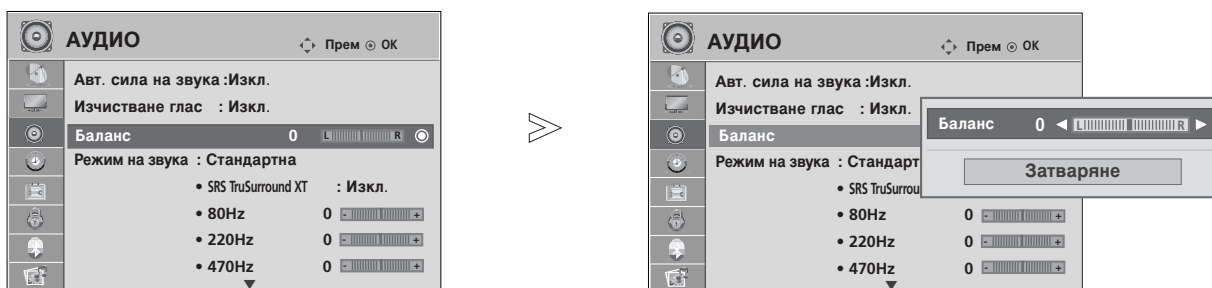 АУДИО Прем OK
Авт. сила на звука :Изкл.
Изчистване глас : Изкл.
Баланс 0 L R
Режим на звука : Стандартна
• SRS TruSurround XT : Изкл.
• 80Hz 0 - +
• 220Hz 0 - +
• 470Hz 0 - +
АУДИО Прем OK
Авт. сила на звука :Изкл.
Изчистване глас : Изкл.
Баланс
Режим на звука : Стандарт
• SRS TruSurrou
• 80Hz 0 - +
• 220Hz 0 - +
• 470Hz 0 - +
Баланс 0 L R
Затваряне